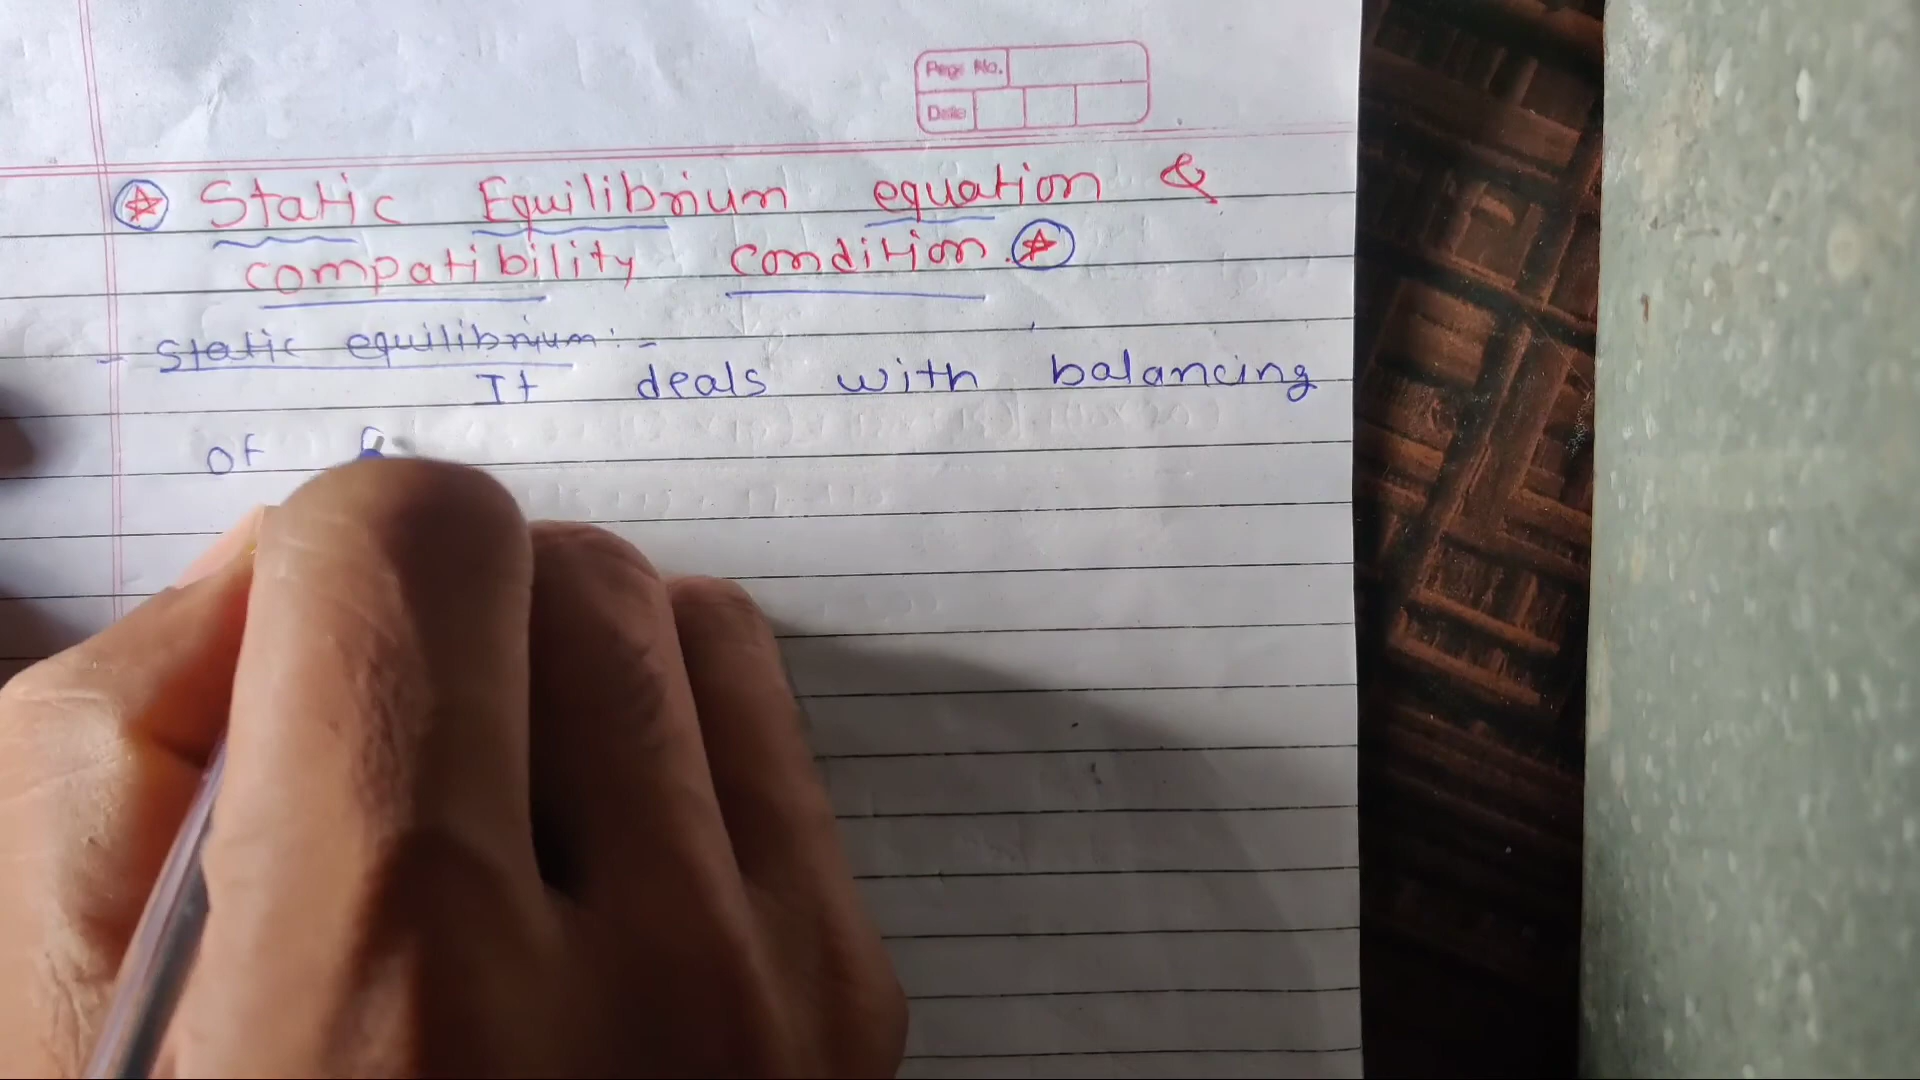 Page No.
Date
Static Equilibrium equation &
compatibility condition.
- Static equilibrium:-
It deals with balancing
of